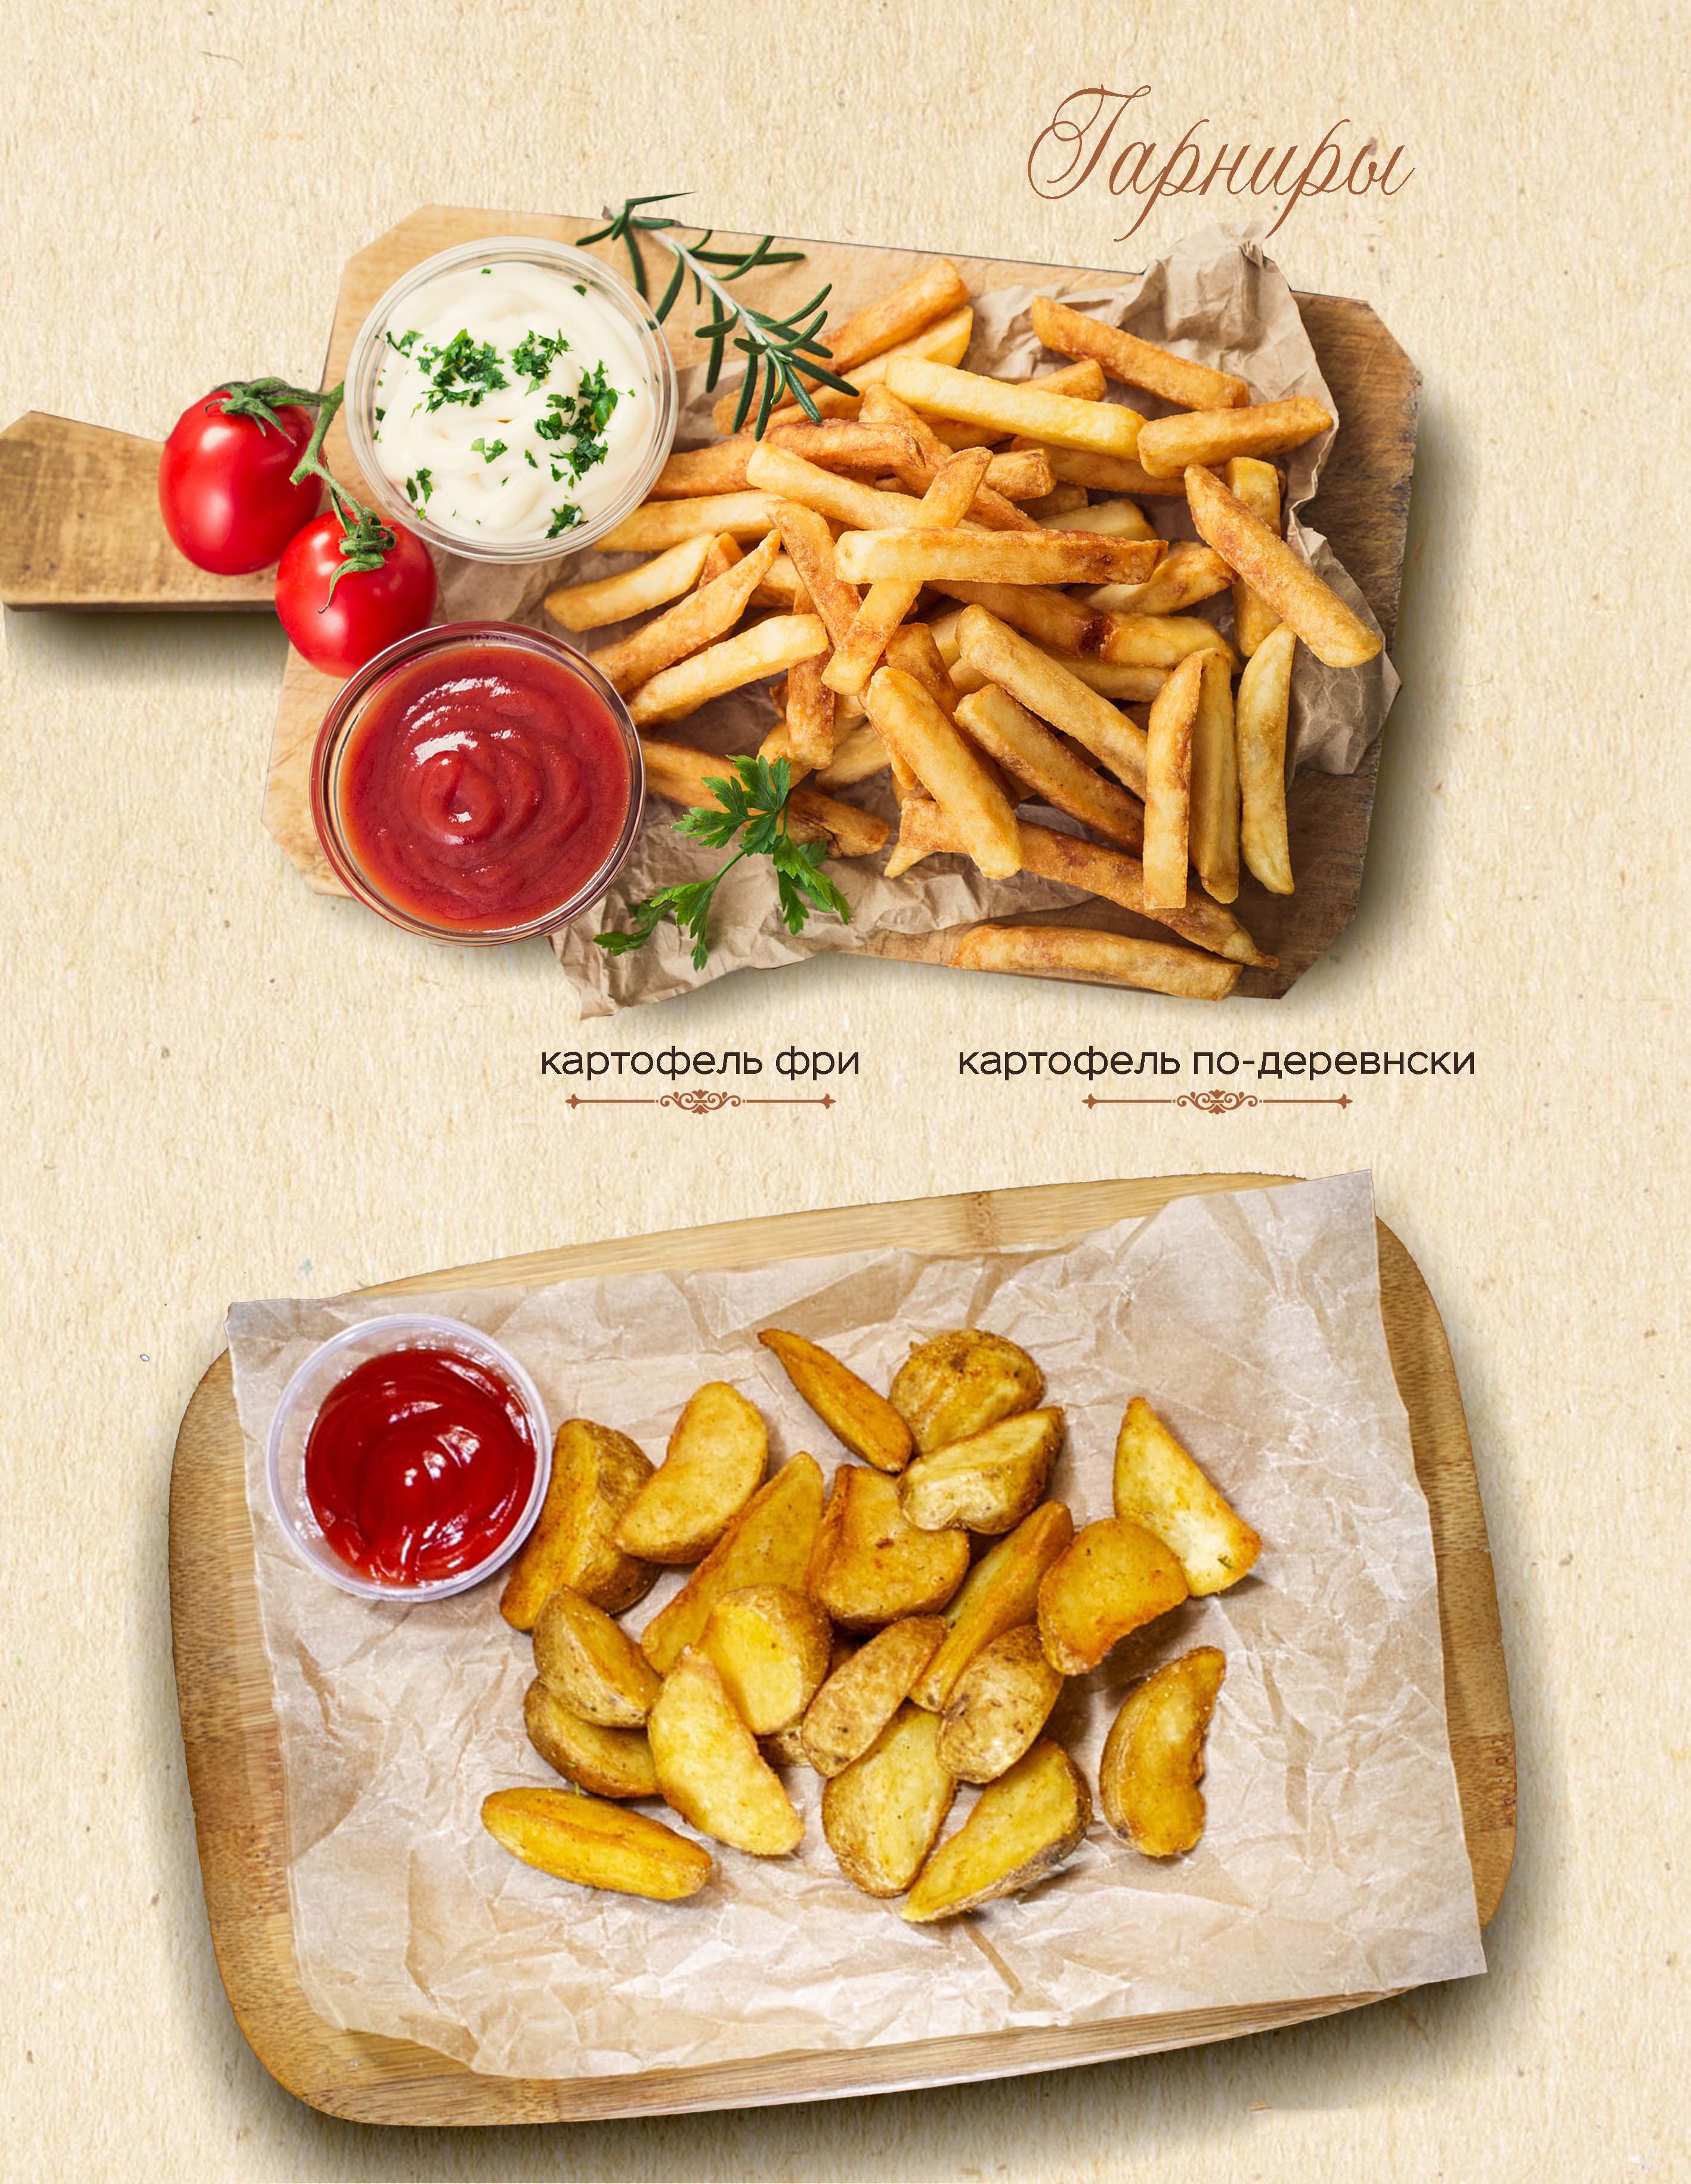 Гарниры
картофель фри
картофель по-деревнски